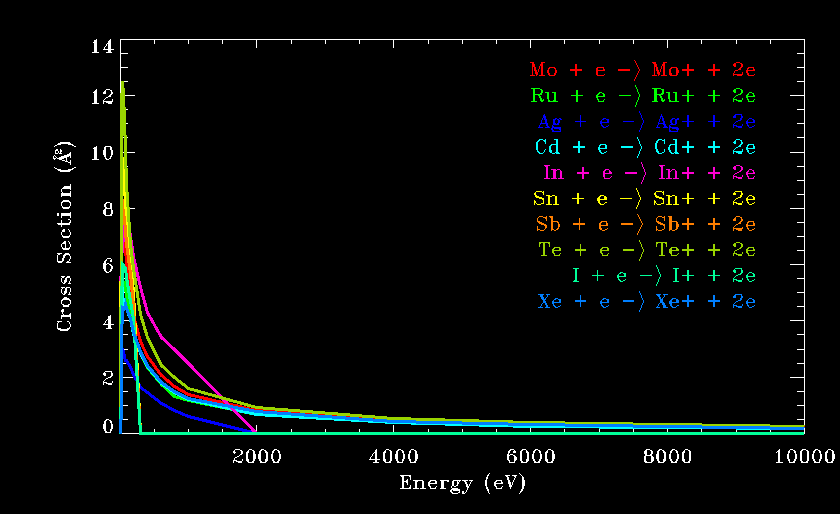 14
12
10
8
6
4
2
0
Cross Section (Å²)
Mo + e −> Mo+ + 2e
Ru + e −> Ru+ + 2e
Ag + e −> Ag+ + 2e
Cd + e −> Cd+ + 2e
In + e −> In+ + 2e
Sn + e −> Sn+ + 2e
Sb + e −> Sb+ + 2e
Te + e −> Te+ + 2e
I + e −> I+ + 2e
Xe + e −> Xe+ + 2e
2000 4000 6000 8000 10000
Energy (eV)